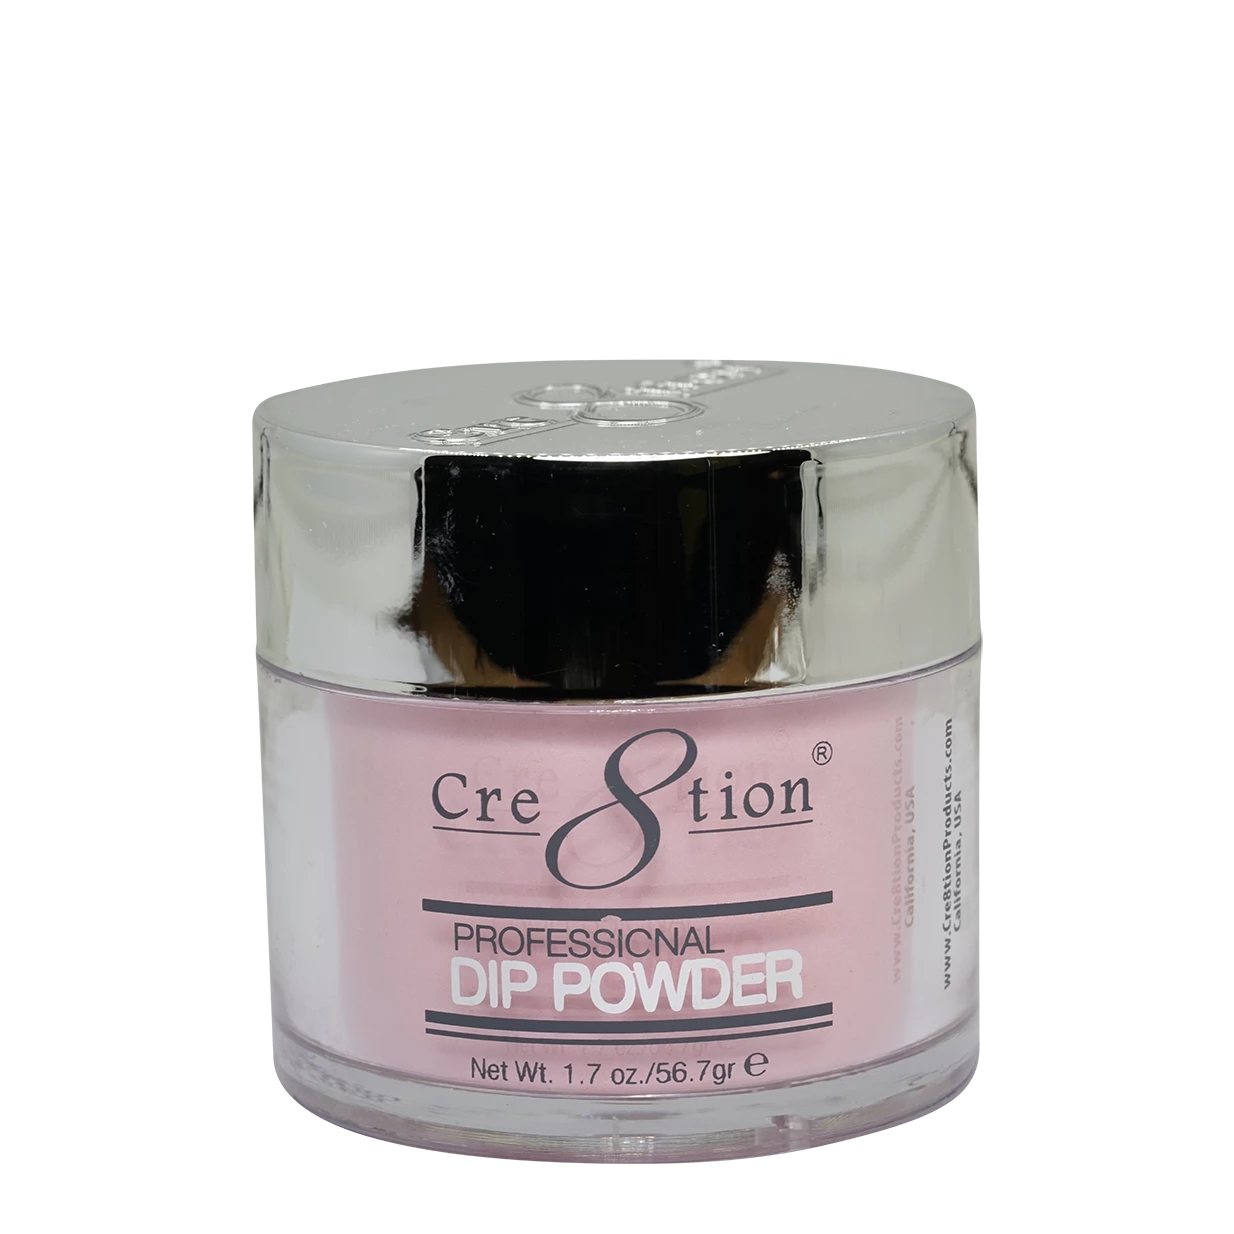 Cre8tion®
PROFESSICNAL
DIP POWDER
Net Wt. 1.7 oz./56.7gr e
www.Cre8tionProducts.com
California, USA